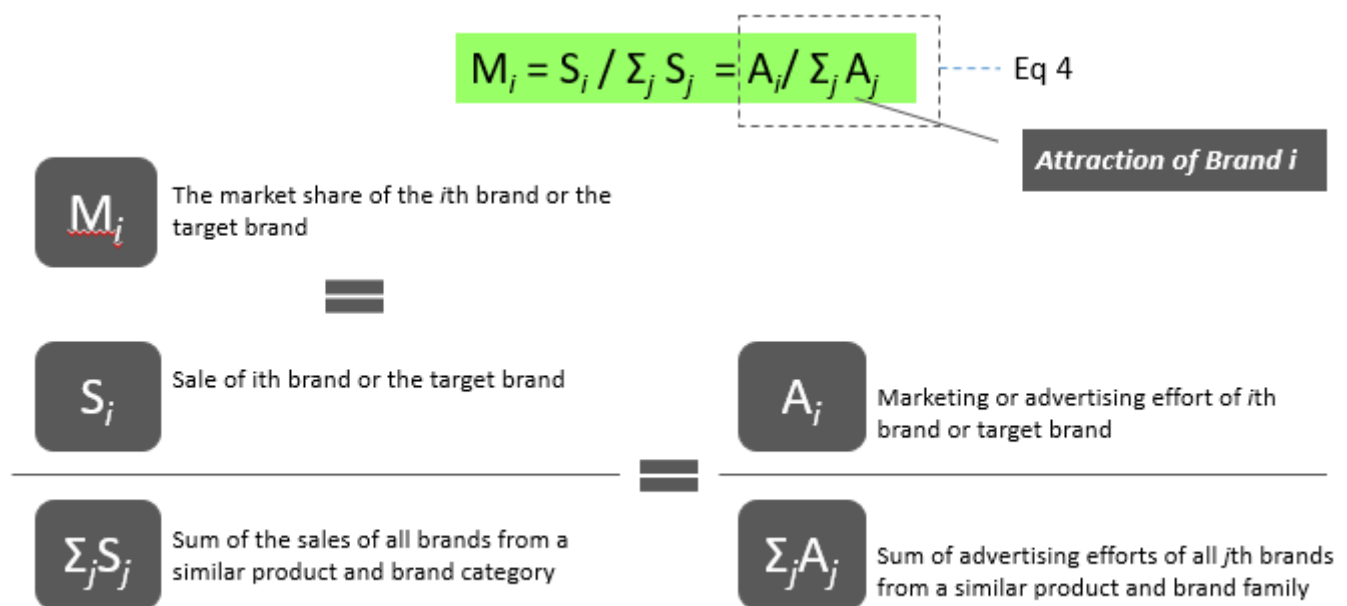 M𝑖 = S𝑖 / Σ𝑗 S𝑗 = A𝑖/ Σ𝑗 A𝑗
Eq 4
Attraction of Brand i
M𝑖
The market share of the ith brand or the
target brand
=
S𝑖
Sale of ith brand or the target brand
A𝑖
Marketing or advertising effort of ith
brand or target brand
=
Σ𝑗S𝑗
Sum of the sales of all brands from a
similar product and brand category
Σ𝑗A𝑗
Sum of advertising efforts of all jth brands
from a similar product and brand family